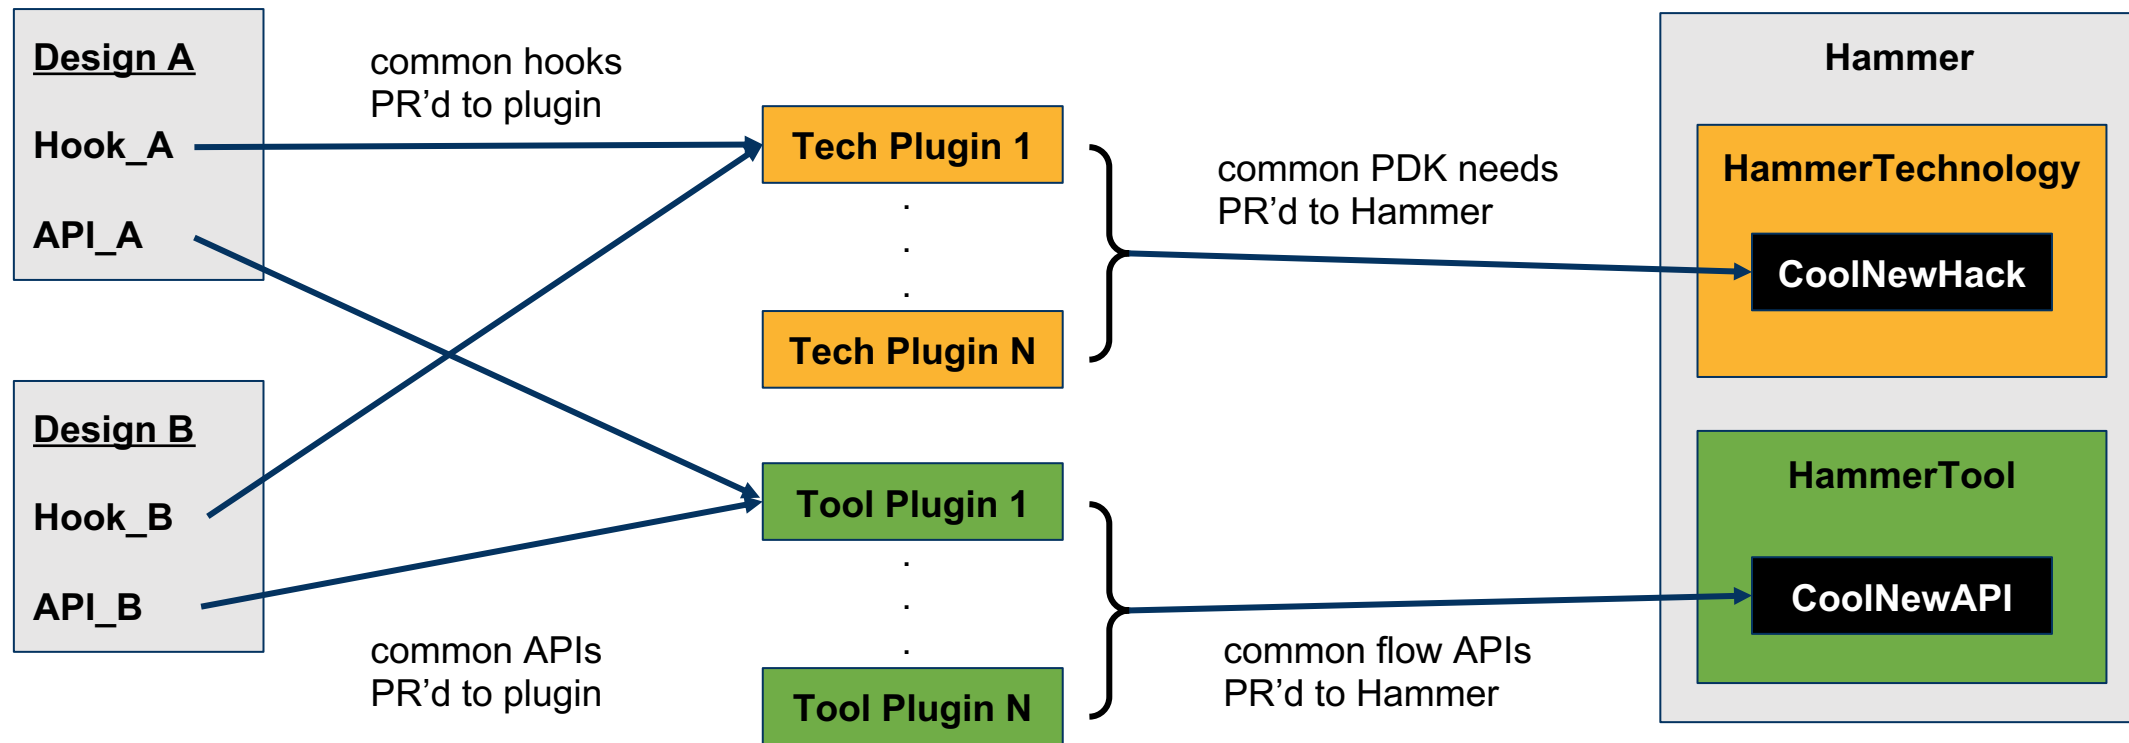 Design A
Hook_A
API_A
Design B
Hook_B
API_B
common hooks
PR’d to plugin
common APIs
PR’d to plugin
Tech Plugin 1
.
.
.
Tech Plugin N
Tool Plugin 1
.
.
.
Tool Plugin N
common PDK needs
PR’d to Hammer
common flow APIs
PR’d to Hammer
Hammer
HammerTechnology
CoolNewHack
HammerTool
CoolNewAPI